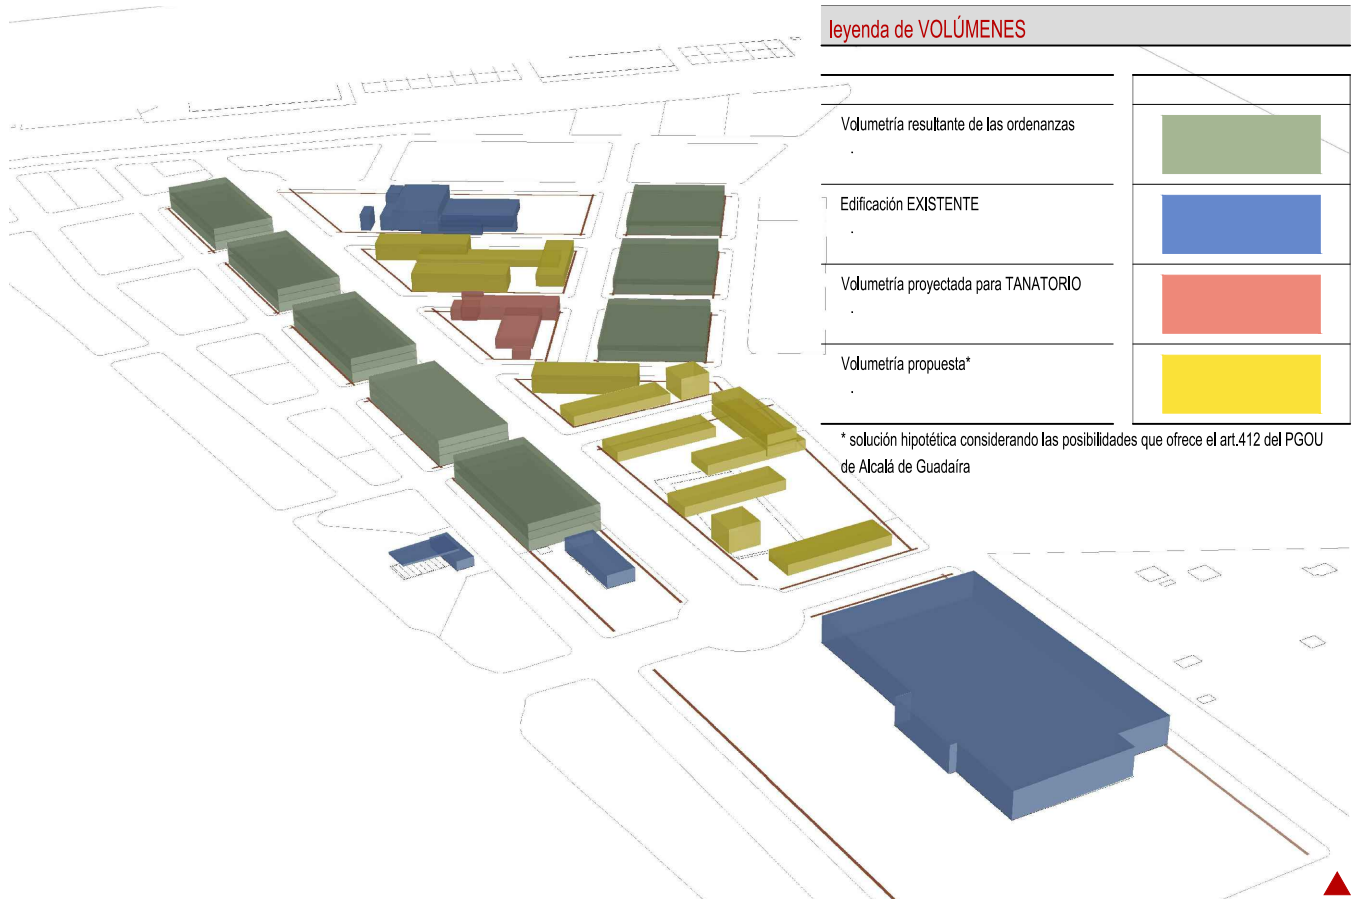 leyenda de VOLÚMENES
Volumetría resultante de las ordenanzas
.
Edificación EXISTENTE
.
Volumetría proyectada para TANATORIO
.
Volumetría propuesta*
.
* solución hipotética considerando las posibilidades que ofrece el art.412 del PGOU
de Alcalá de Guadaíra